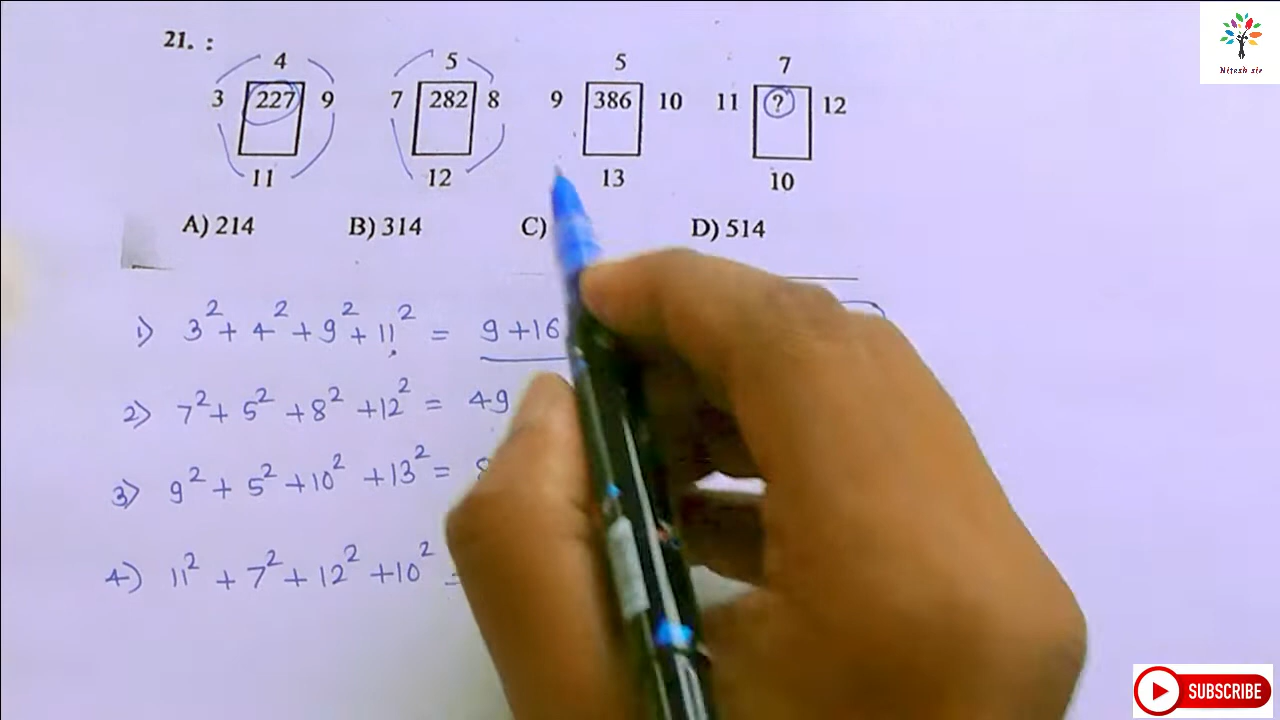 21. :
4 5 5 7
3 227 9 7 282 8 9 386 10 11 ? 12
11 12 13 10
A) 214 B) 314 C) D) 514
1) 3² + 4² + 9² + 11² = 9 + 16
2) 7² + 5² + 8² + 12² = 49
3) 9² + 5² + 10² + 13² =
4) 11² + 7² + 12² + 10² =
Nitesh sir
SUBSCRIBE